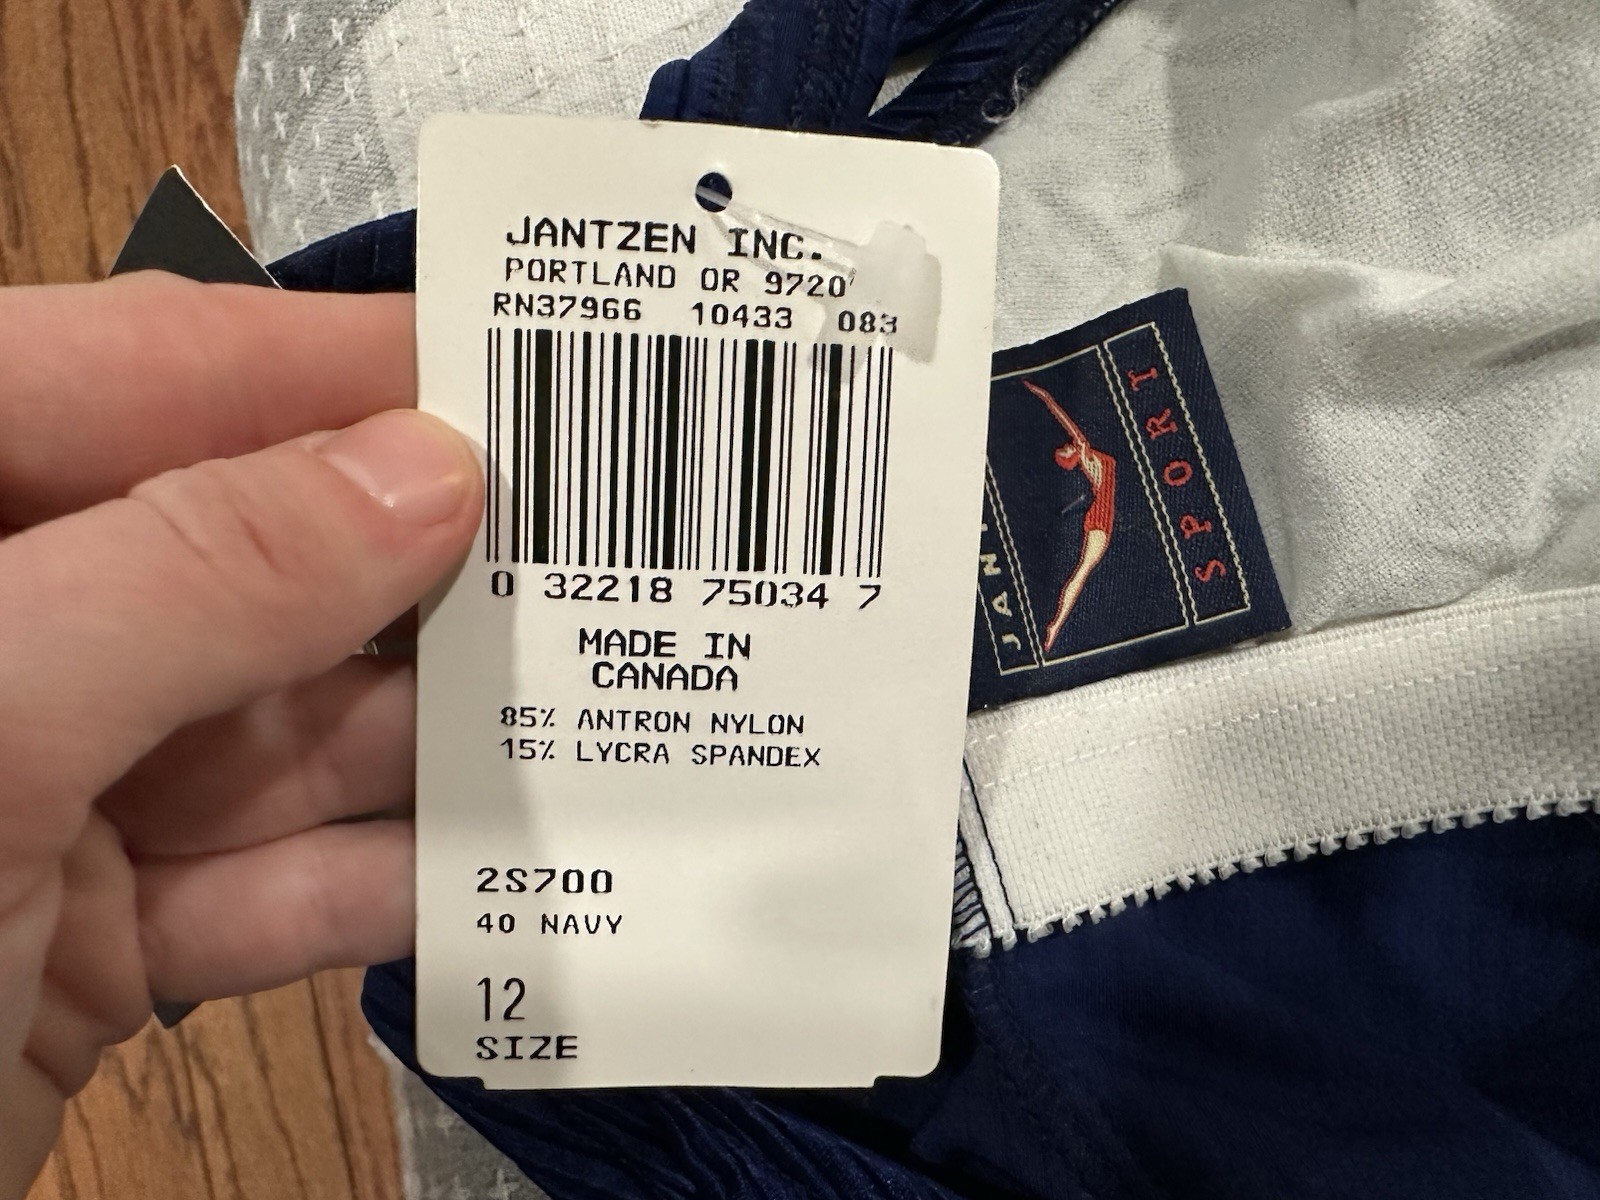 JANTZEN INC.
PORTLAND OR 9720
RN37966 10433 083
0 32218 75034 7
MADE IN
CANADA
85% ANTRON NYLON
15% LYCRA SPANDEX
2S700
40 NAVY
12
SIZE
JAN
SPORT